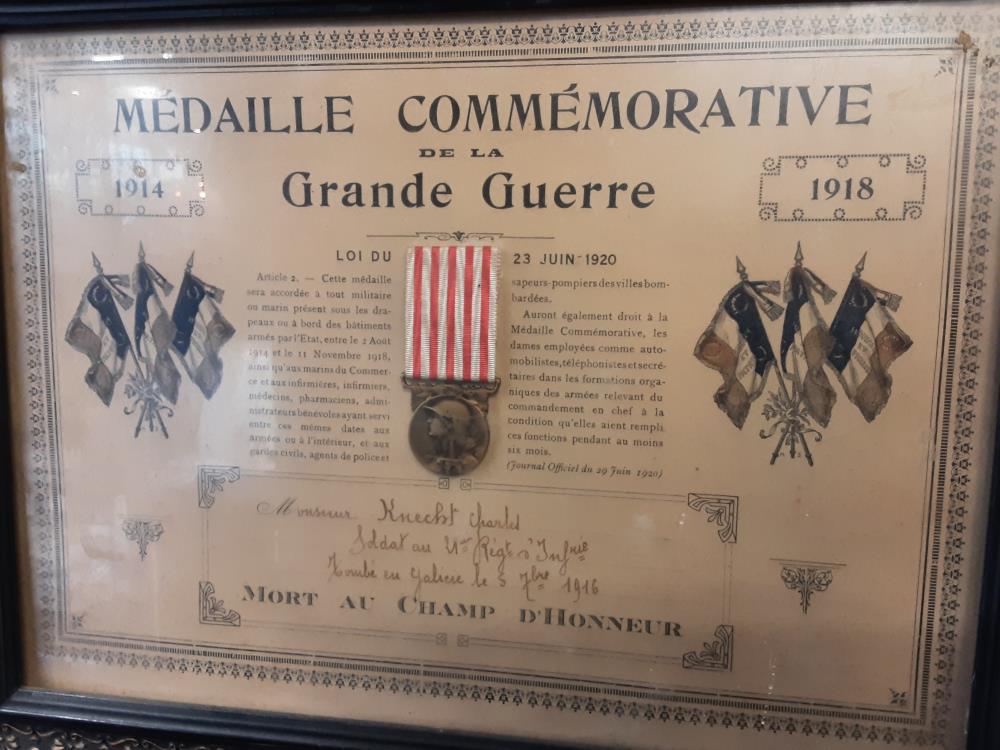 MÉDAILLE COMMÉMORATIVE
DE LA
Grande Guerre
1914
1918
LOI DU 23 JUIN 1920
Article 2. — Cette médaille
sera accordée à tout militaire
ou marin présent sous les dra-
peaux ou à bord des bâtiments
armés par l'Etat, entre le 2 Août
1914 et le 11 Novembre 1918,
ainsi qu'aux marins du Commer-
ce et aux infirmières, infirmiers,
médecins, pharmaciens, admi-
nistrateurs bénévoles ayant servi
entre ces mêmes dates aux
armées ou à l'intérieur, et aux
gardes civils, agents de police et
sapeurs-pompiers des villes bom-
bardées.
Auront également droit à la
Médaille Commémorative, les
dames employées comme auto-
mobilistes, téléphonistes et secré-
taires dans les formations orga-
niques des armées relevant du
commandement en chef à la
condition qu'elles aient rempli
ces fonctions pendant au moins
six mois.
(Journal Officiel du 29 Juin 1920)
Monsieur Knecht Charles
Soldat au Régt d'Infrie
Tombé en Galicie le 5 7bre 1916
MORT AU CHAMP D'HONNEUR